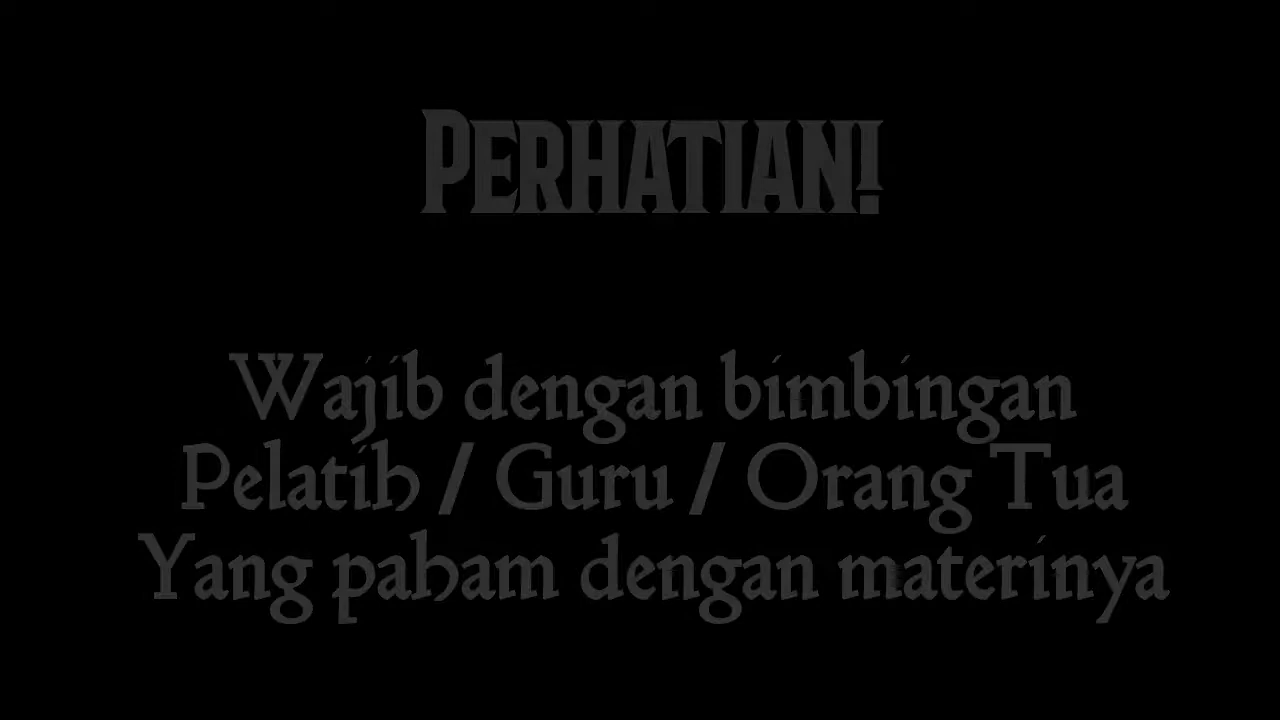 PERHATIAN!
Wajib dengan bimbingan
Pelatih / Guru / Orang Tua
Yang paham dengan materinya